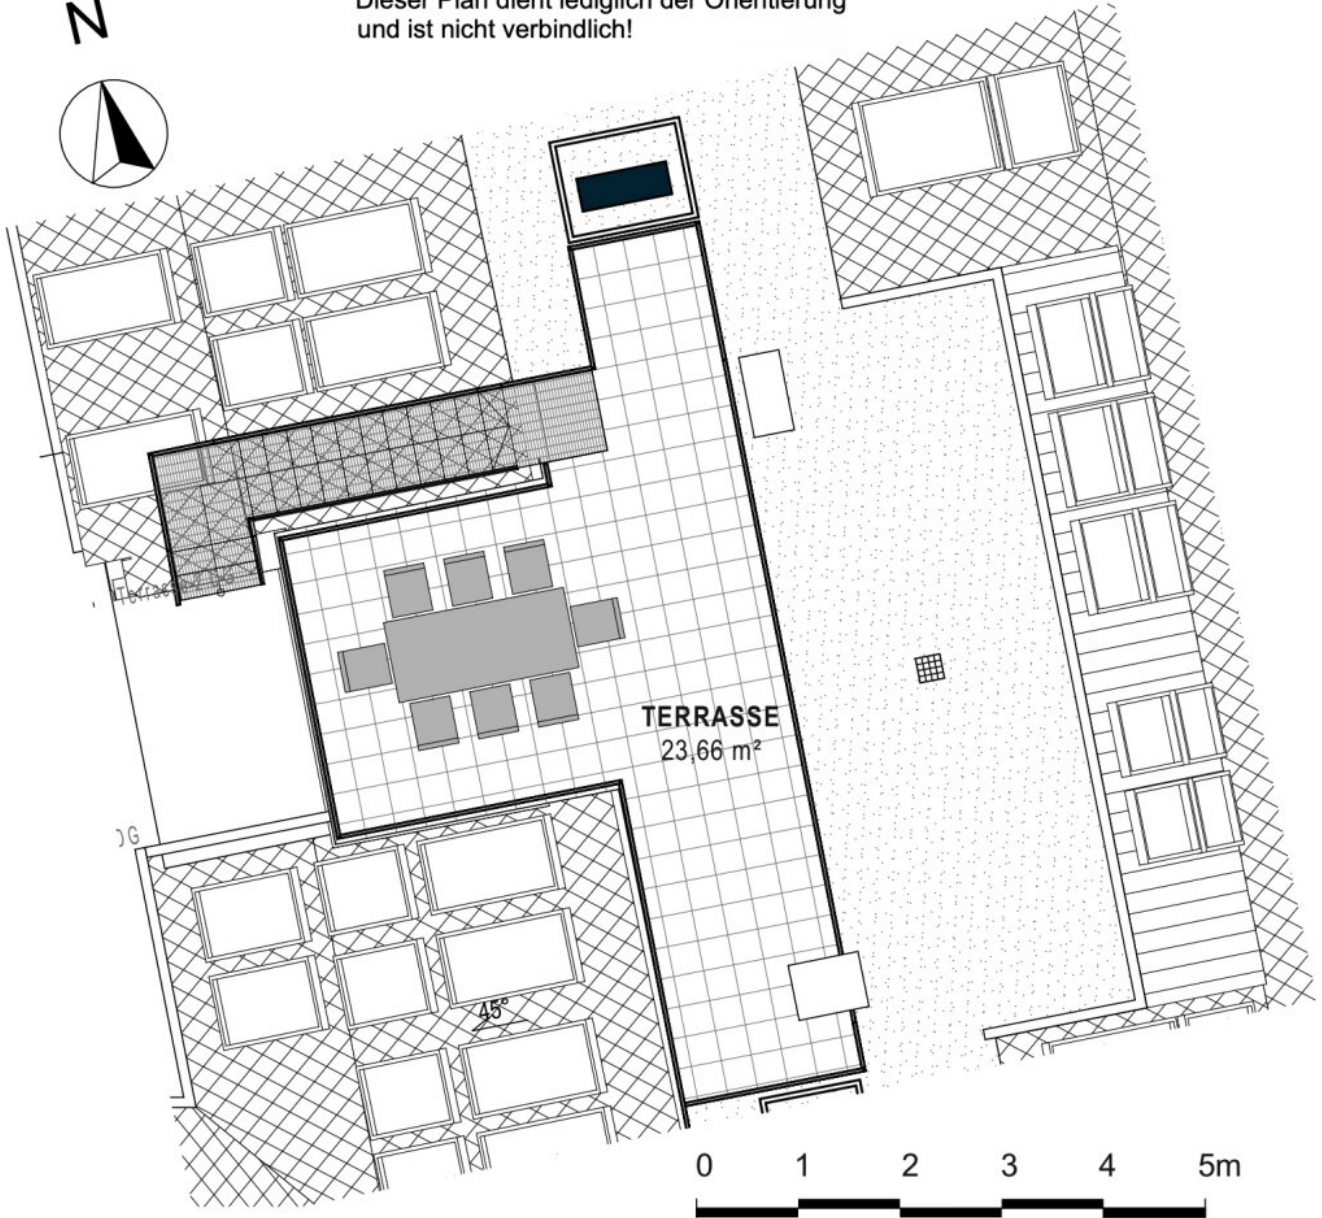 N
Dieser Plan dient lediglich der Orientierung
und ist nicht verbindlich!
TERRASSE
23,66 m²
OG
45°
0 1 2 3 4 5m